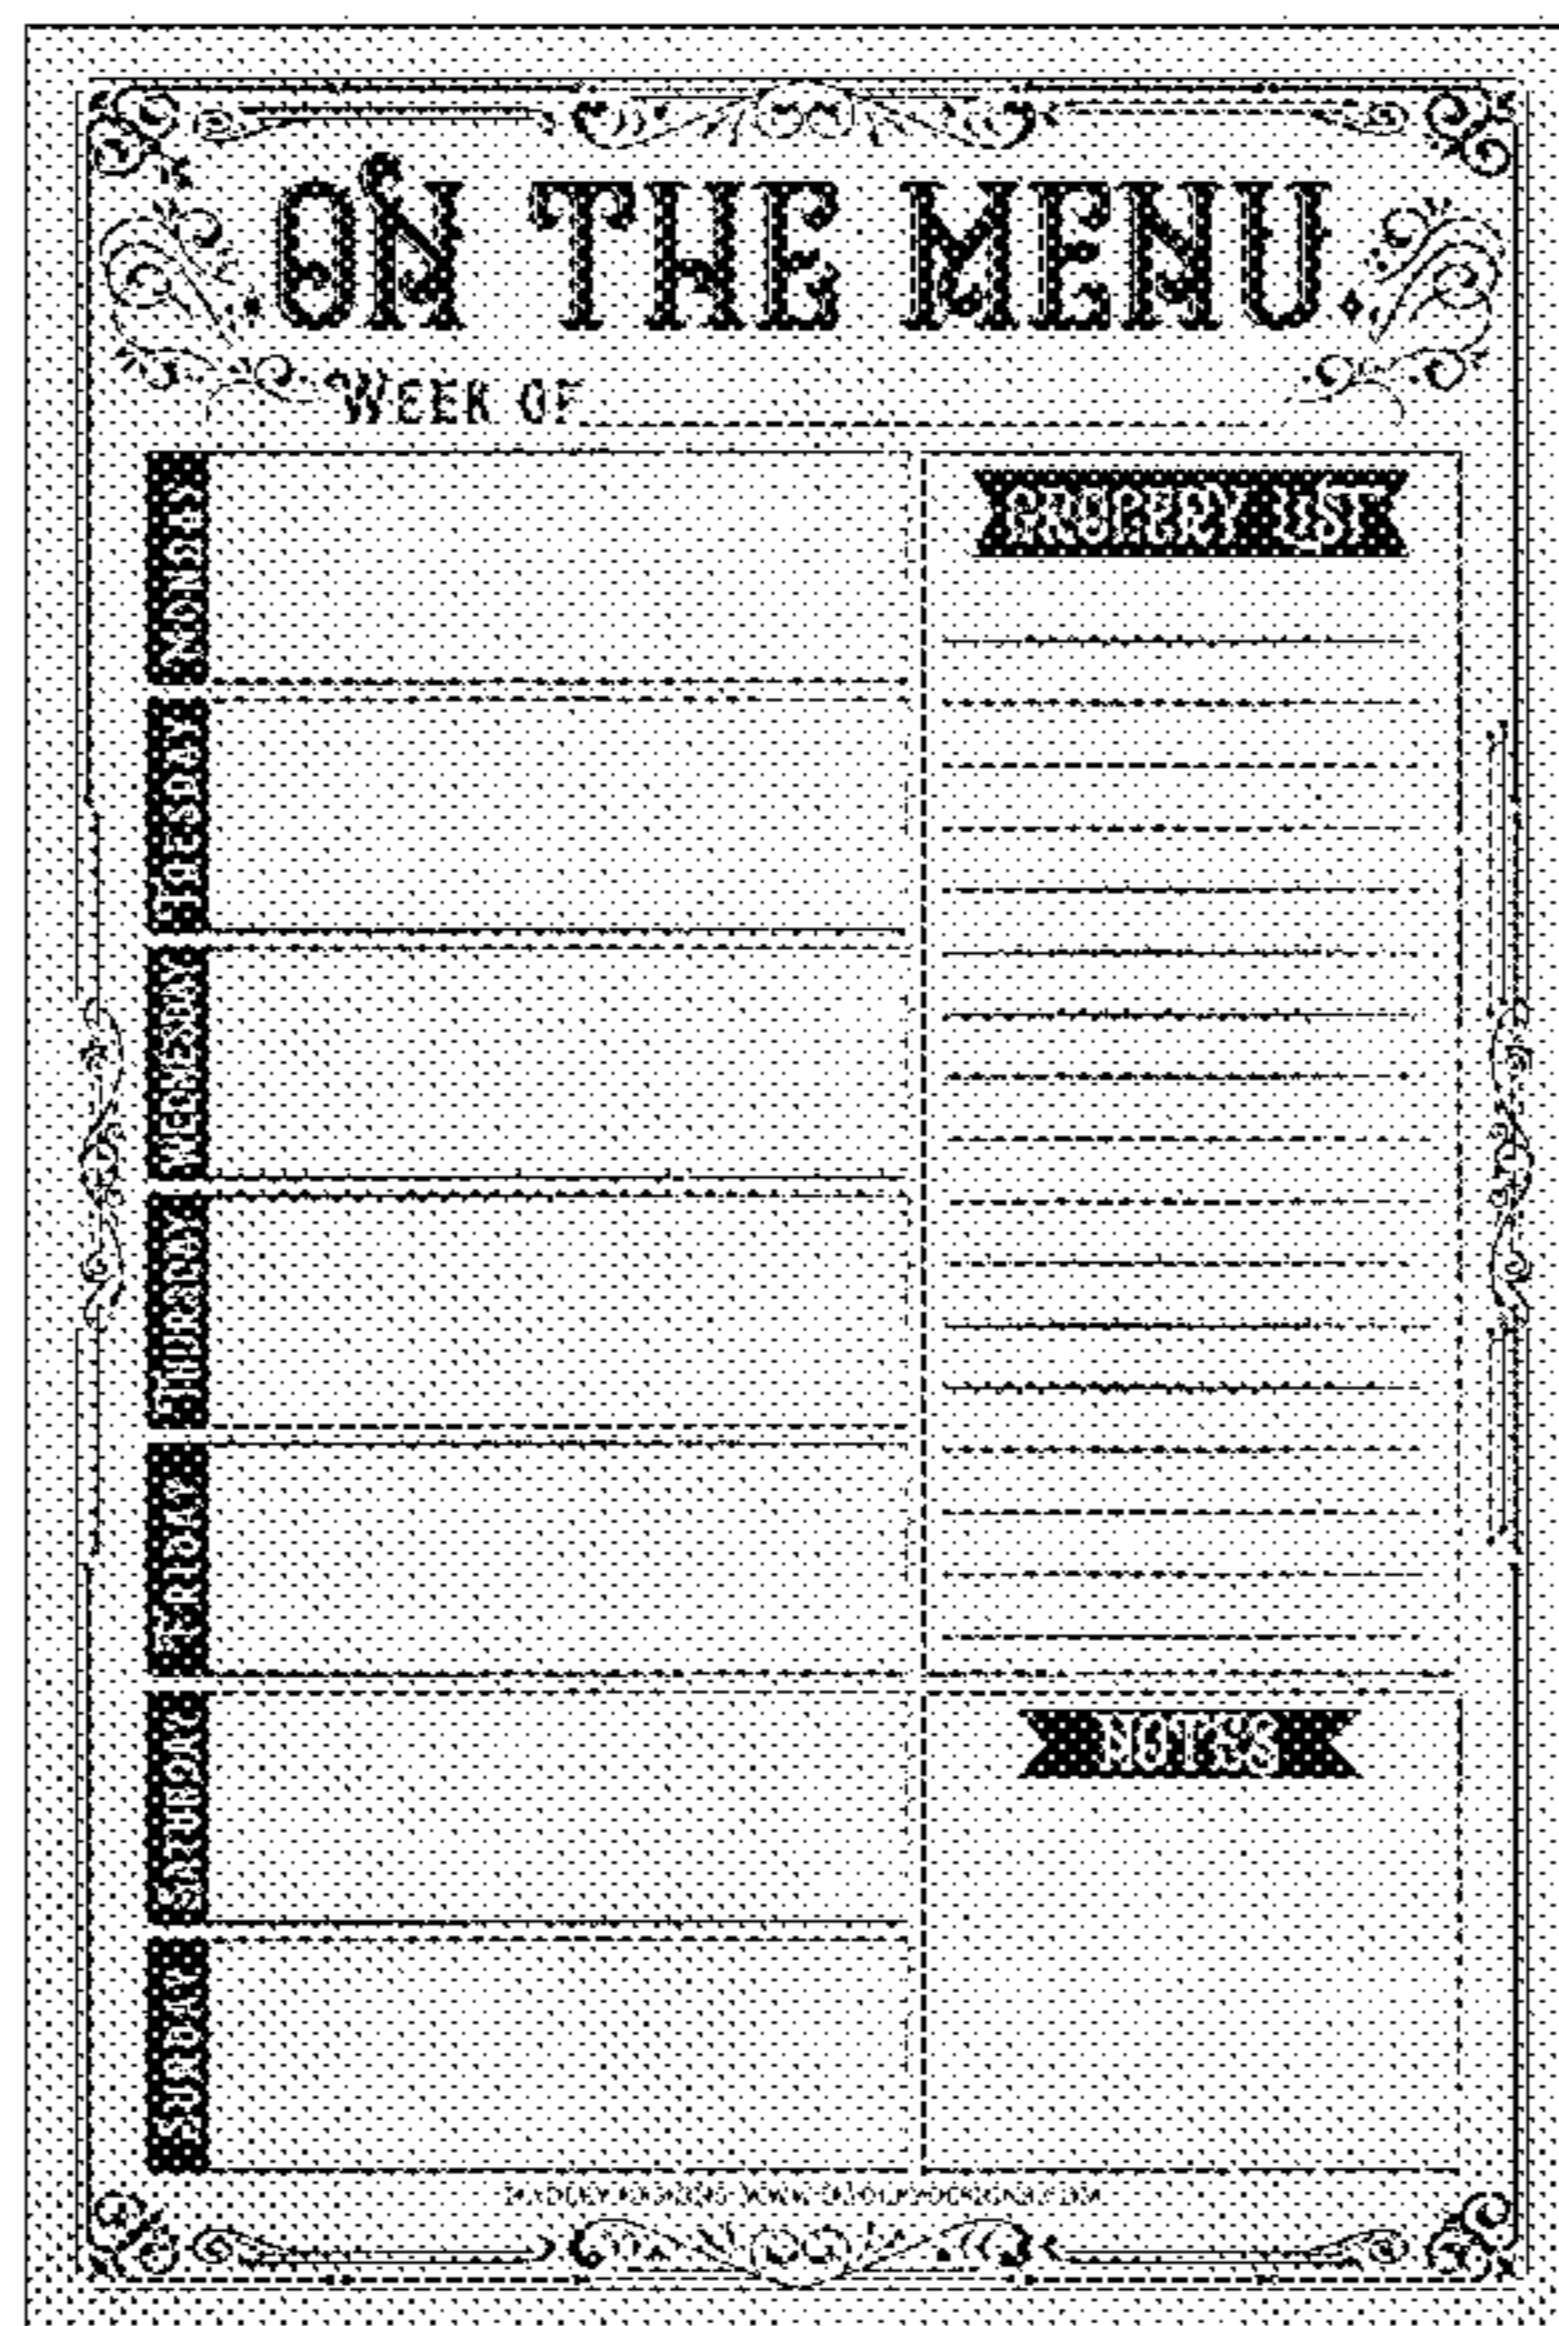 ON THE MENU
WEEK OF
MONDAY
TUESDAY
WEDNESDAY
THURSDAY
FRIDAY
SATURDAY
SUNDAY
GROCERY LIST
NOTES